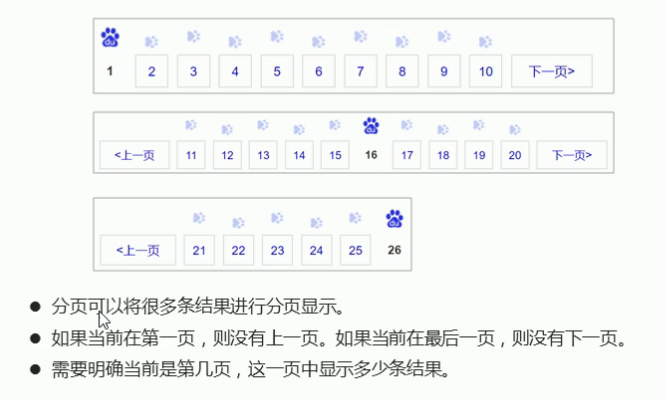 1 2 3 4 5 6 7 8 9 10 下一页>
<上一页 11 12 13 14 15 16 17 18 19 20 下一页>
<上一页 21 22 23 24 25 26
● 分页可以将很多条结果进行分页显示。
● 如果当前在第一页，则没有上一页。如果当前在最后一页，则没有下一页。
● 需要明确当前是第几页，这一页中显示多少条结果。